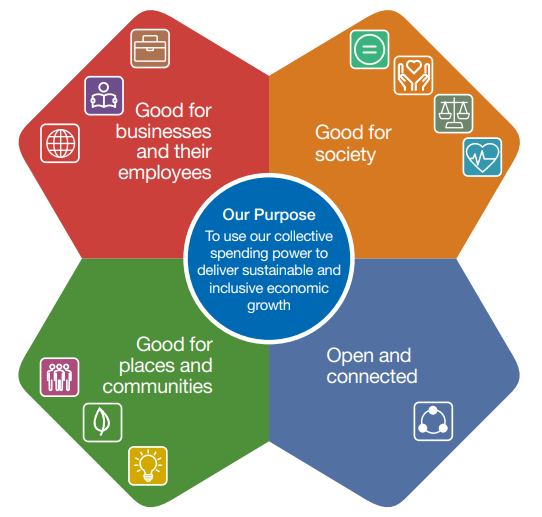 Good for
businesses
and their
employees
Good for
society
Our Purpose
To use our collective
spending power to
deliver sustainable and
inclusive economic
growth
Good for
places and
communities
Open and
connected